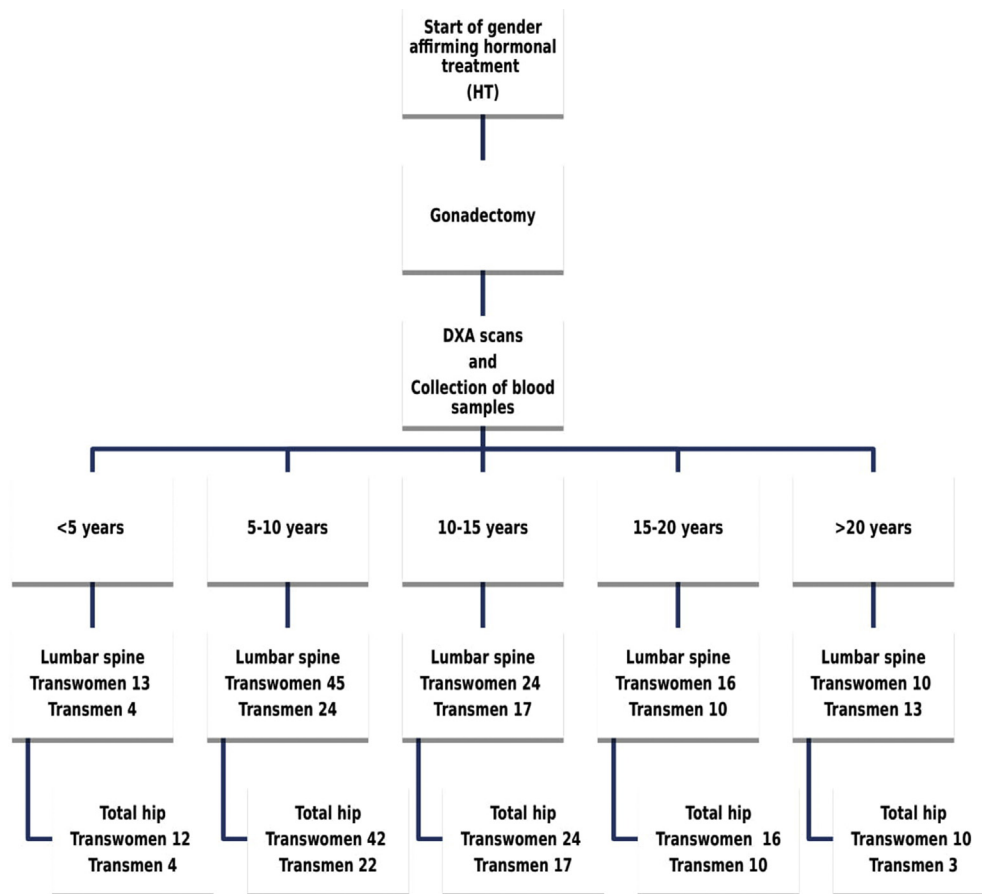 Start of gender
affirming hormonal
treatment
(HT)
Gonadectomy
DXA scans
and
Collection of blood
samples
<5 years
5-10 years
10-15 years
15-20 years
>20 years
Lumbar spine
Transwomen 13
Transmen 4
Lumbar spine
Transwomen 45
Transmen 24
Lumbar spine
Transwomen 24
Transmen 17
Lumbar spine
Transwomen 16
Transmen 10
Lumbar spine
Transwomen 10
Transmen 13
Total hip
Transwomen 12
Transmen 4
Total hip
Transwomen 42
Transmen 22
Total hip
Transwomen 24
Transmen 17
Total hip
Transwomen  16
Transmen 10
Total hip
Transwomen 10
Transmen 3